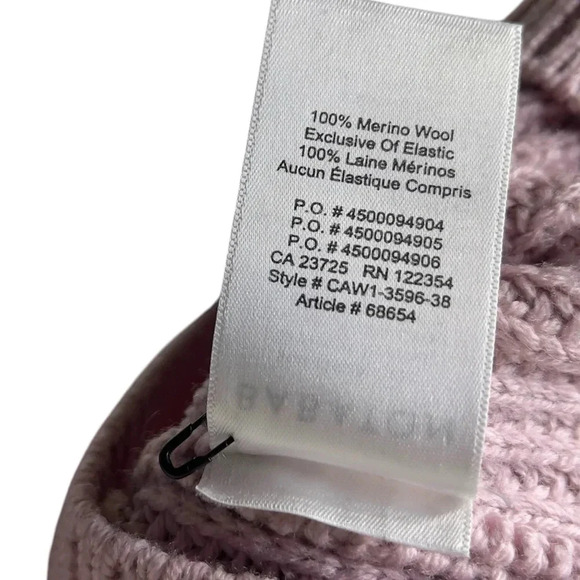 100% Merino Wool
Exclusive Of Elastic
100% Laine Mérinos
Aucun Élastique Compris
P.O. # 4500094904
P.O. # 4500094905
P.O. # 4500094906
CA 23725 RN 122354
Style # CAW1-3596-38
Article # 68654